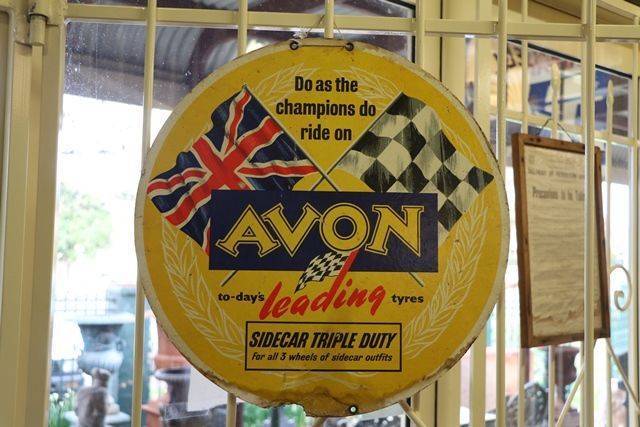 Do as the
champions do
ride on
AVON
to-day's leading tyres
SIDECAR TRIPLE DUTY
For all 3 wheels of sidecar outfits